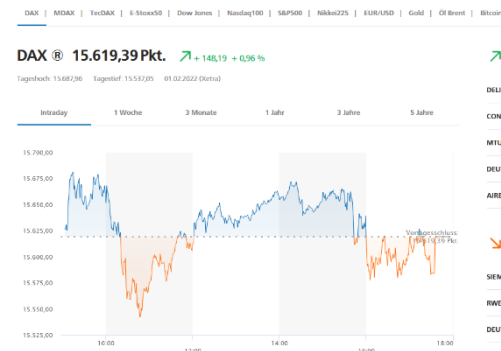 DAX | MDAX | TecDAX | E-Stoxx50 | Dow Jones | Nasdaq100 | S&P500 | Nikkei225 | EUR/USD | Gold | Öl Brent | Bitcoin
DAX ® 15.619,39 Pkt. + 148,19 + 0,96 %
Tageshoch: 15.687,96 Tagestief: 15.537,05 01.02.2022 (Xetra)
Intraday 1 Woche 3 Monate 1 Jahr 3 Jahre 5 Jahre
DELI
CON
MTU
DEUT
AIRB
SIEM
RWE
DEUT
15.700,00
15.675,00
15.650,00
15.625,00
15.600,00
15.575,00
15.550,00
15.525,00
Vortagesschluss:
15.619,39 Pkt
10:00 12:00 14:00 16:00 18:00